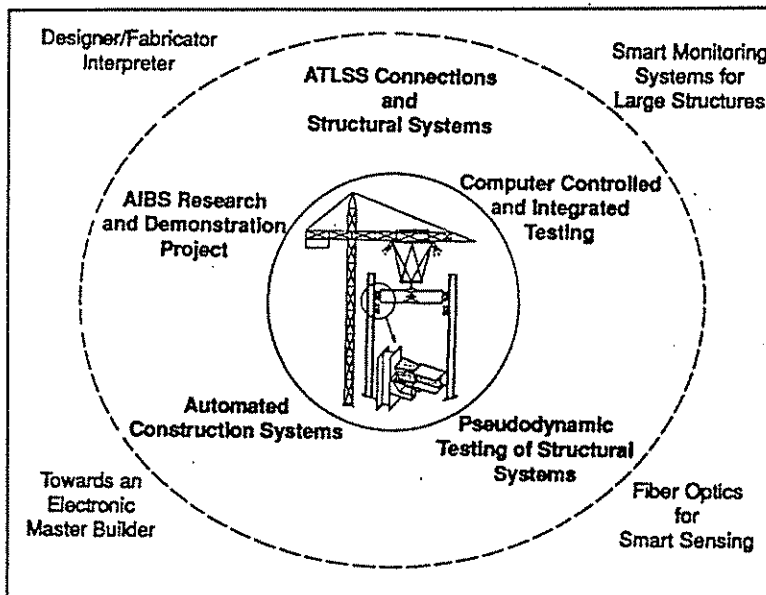 Designer/Fabricator
Interpreter
Smart Monitoring
Systems for
Large Structures
ATLSS Connections
and
Structural Systems
AIBS Research
and Demonstration
Project
Computer Controlled
and Integrated
Testing
Automated
Construction Systems
Pseudodynamic
Testing of Structural
Systems
Towards an
Electronic
Master Builder
Fiber Optics
for
Smart Sensing